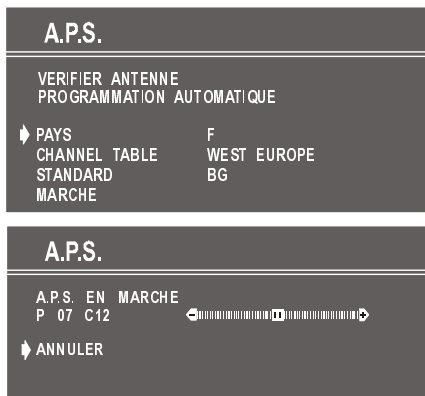 A.P.S.
VERIFIER ANTENNE
PROGRAMMATION AUTOMATIQUE
PAYS F
CHANNEL TABLE WEST EUROPE
STANDARD BG
MARCHE
A.P.S.
A.P.S. EN MARCHE
P 07 C12
ANNULER